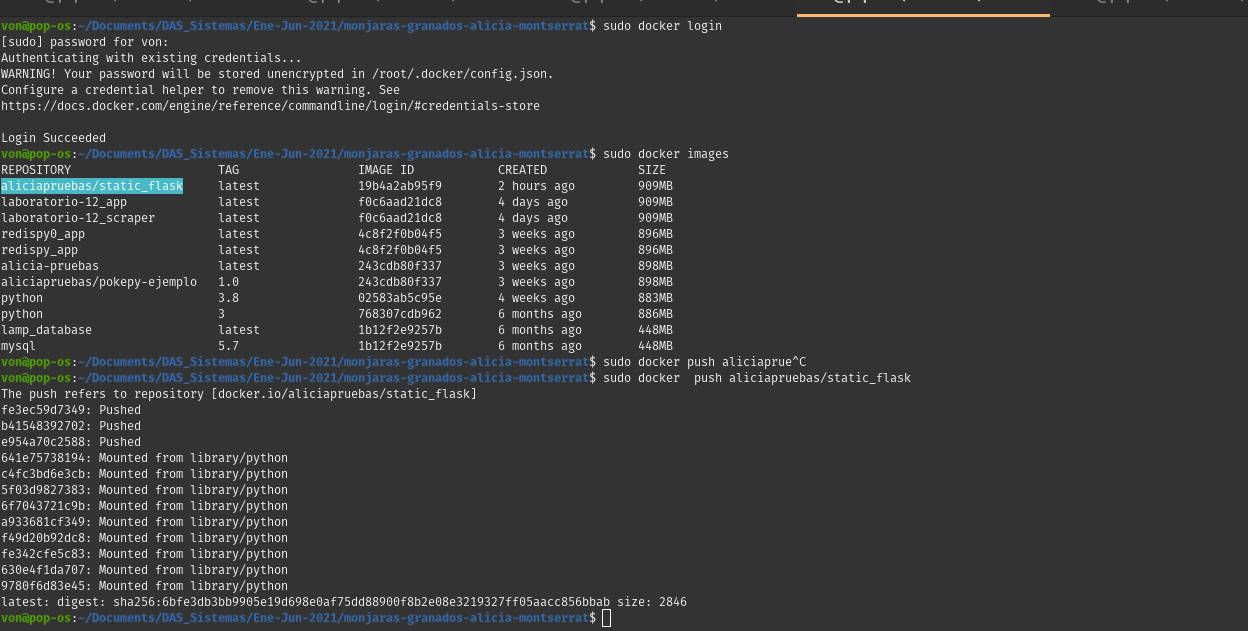 von@pop-os:~/Documents/DAS_Sistemas/Ene-Jun-2021/monjaras-granados-alicia-montserrat$ sudo docker login
[sudo] password for von:
Authenticating with existing credentials...
WARNING! Your password will be stored unencrypted in /root/.docker/config.json.
Configure a credential helper to remove this warning. See
https://docs.docker.com/engine/reference/commandline/login/#credentials-store
Login Succeeded
von@pop-os:~/Documents/DAS_Sistemas/Ene-Jun-2021/monjaras-granados-alicia-montserrat$ sudo docker images
REPOSITORY TAG IMAGE ID CREATED SIZE
aliciapruebas/static_flask latest 19b4a2ab95f9 2 hours ago 909MB
laboratorio-12_app latest f0c6aad21dc8 4 days ago 909MB
laboratorio-12_scraper latest f0c6aad21dc8 4 days ago 909MB
redispy0_app latest 4c8f2f0b04f5 3 weeks ago 896MB
redispy_app latest 4c8f2f0b04f5 3 weeks ago 896MB
alicia-pruebas latest 243cdb80f337 3 weeks ago 898MB
aliciapruebas/pokepy-ejemplo 1.0 243cdb80f337 3 weeks ago 898MB
python 3.8 02583ab5c95e 4 weeks ago 883MB
python 3 768307cdb962 6 months ago 886MB
lamp_database latest 1b12f2e9257b 6 months ago 448MB
mysql 5.7 1b12f2e9257b 6 months ago 448MB
von@pop-os:~/Documents/DAS_Sistemas/Ene-Jun-2021/monjaras-granados-alicia-montserrat$ sudo docker push aliciaprue^C
von@pop-os:~/Documents/DAS_Sistemas/Ene-Jun-2021/monjaras-granados-alicia-montserrat$ sudo docker  push aliciapruebas/static_flask
The push refers to repository [docker.io/aliciapruebas/static_flask]
fe3ec59d7349: Pushed
b41548392702: Pushed
e954a70c2588: Pushed
641e75738194: Mounted from library/python
c4fc3bd6e3cb: Mounted from library/python
5f03d9827383: Mounted from library/python
6f7043721c9b: Mounted from library/python
a933681cf349: Mounted from library/python
f49d20b92dc8: Mounted from library/python
fe342cfe5c83: Mounted from library/python
630e4f1da707: Mounted from library/python
9780f6d83e45: Mounted from library/python
latest: digest: sha256:6bfe3db3bb9905e19d698e0af75dd88900f8b2e08e3219327ff05aacc856bbab size: 2846
von@pop-os:~/Documents/DAS_Sistemas/Ene-Jun-2021/monjaras-granados-alicia-montserrat$